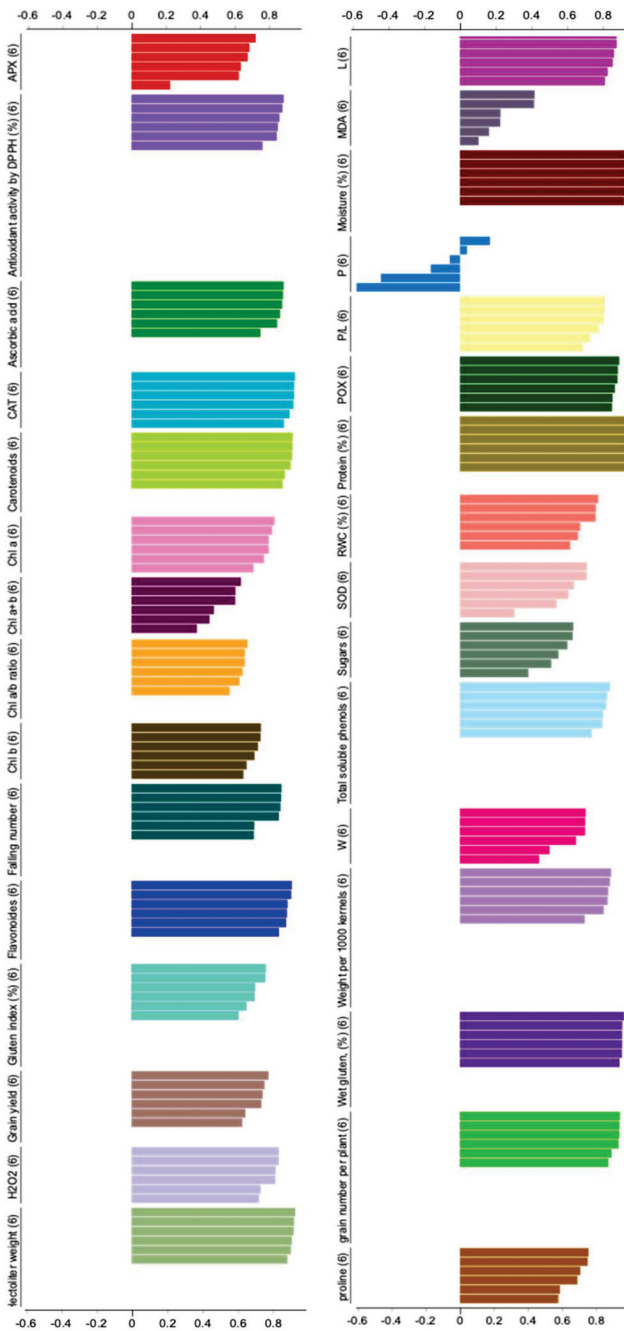 -0.6 -0.4 -0.2 0 0.2 0.4 0.6 0.8
APX (6)
Antioxidant activity by DPPH (%) (6)
Ascorbic acid (6)
CAT (6)
Carotenoids (6)
Chl a (6)
Chl a+b (6)
Chl a/b ratio (6)
Chl b (6)
Falling number (6)
Flavonoides (6)
Gluten index (%) (6)
Grain yield (6)
H2O2 (6)
lectoliter weight (6)
-0.6 -0.4 -0.2 0 0.2 0.4 0.6 0.8
-0.6 -0.4 -0.2 0 0.2 0.4 0.6 0.8
L (6)
MDA (6)
Moisture (%) (6)
P (6)
P/L (6)
POX (6)
Protein (%) (6)
RWC (%) (6)
SOD (6)
Sugars (6)
Total soluble phenols (6)
W (6)
Weight per 1000 kernels (6)
Wet gluten, (%) (6)
grain number per plant (6)
proline (6)
-0.6 -0.4 -0.2 0 0.2 0.4 0.6 0.8